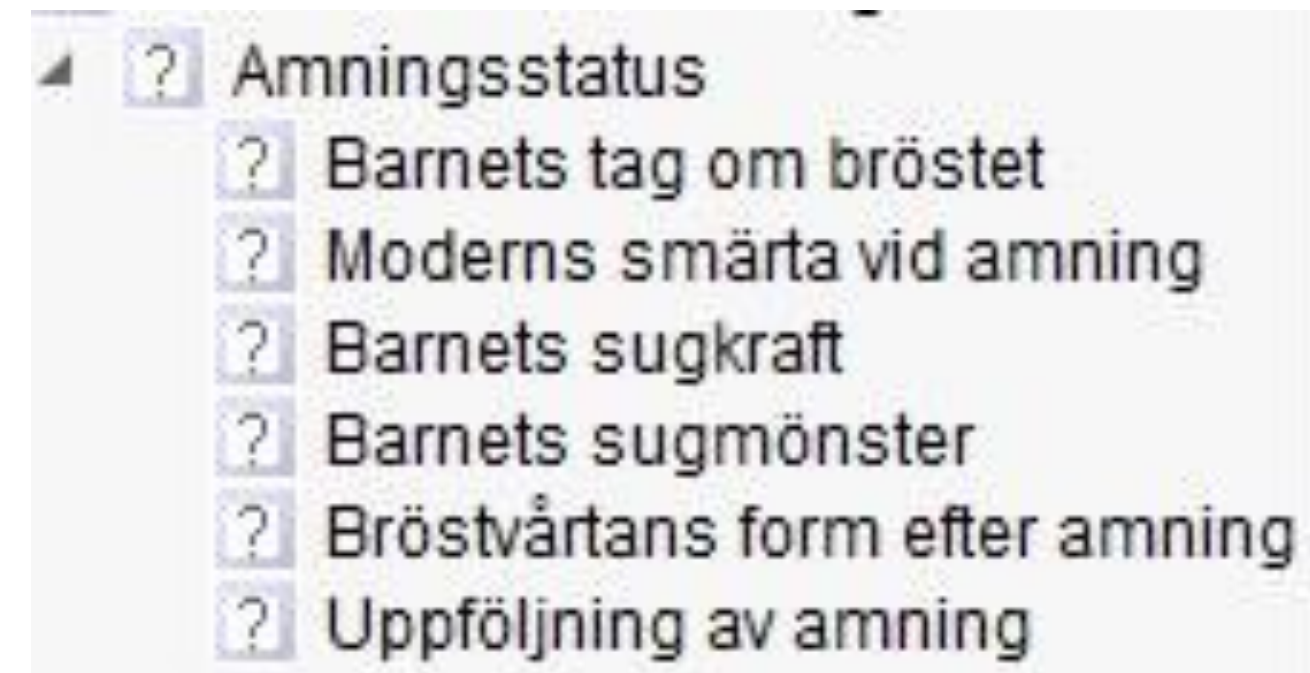 Amningsstatus
Barnets tag om bröstet
Moderns smärta vid amning
Barnets sugkraft
Barnets sugmönster
Bröstvårtans form efter amning
Uppföljning av amning